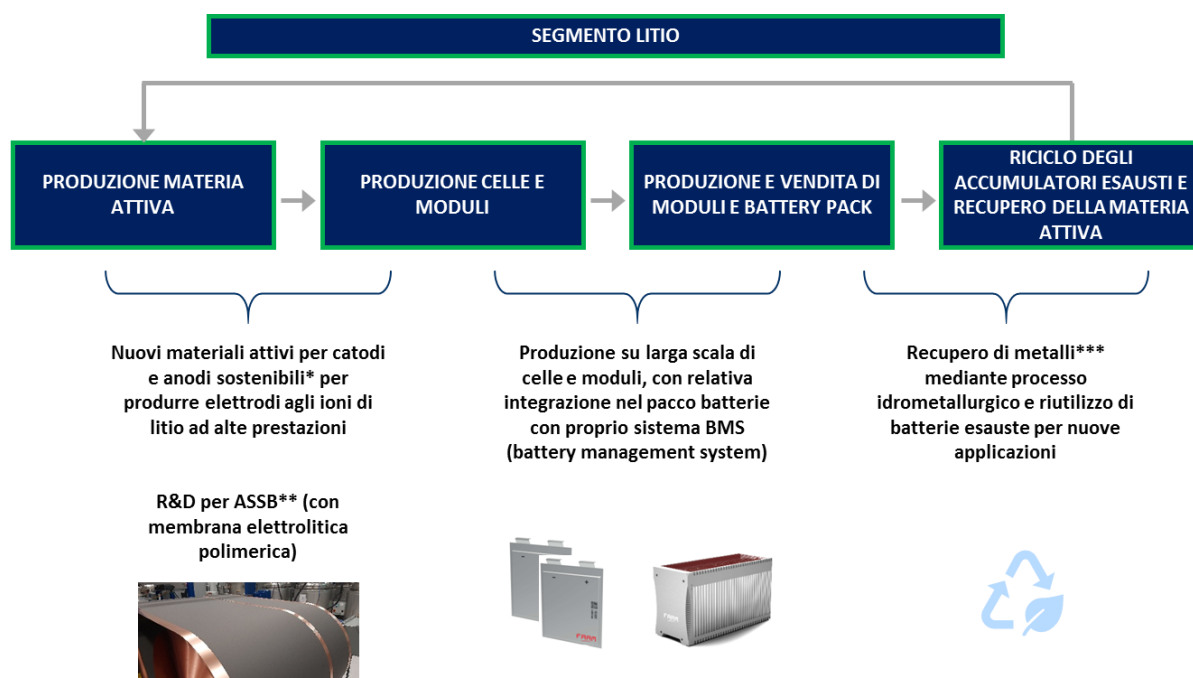 SEGMENTO LITIO
PRODUZIONE MATERIA
ATTIVA
PRODUZIONE CELLE E
MODULI
PRODUZIONE E VENDITA DI
MODULI E BATTERY PACK
RICICLO DEGLI
ACCUMULATORI ESAUSTI E
RECUPERO DELLA MATERIA
ATTIVA
Nuovi materiali attivi per catodi
e anodi sostenibili* per
produrre elettrodi agli ioni di
litio ad alte prestazioni
R&D per ASSB** (con
membrana elettrolitica
polimerica)
Produzione su larga scala di
celle e moduli, con relativa
integrazione nel pacco batterie
con proprio sistema BMS
(battery management system)
Recupero di metalli***
mediante processo
idrometallurgico e riutilizzo di
batterie esauste per nuove
applicazioni